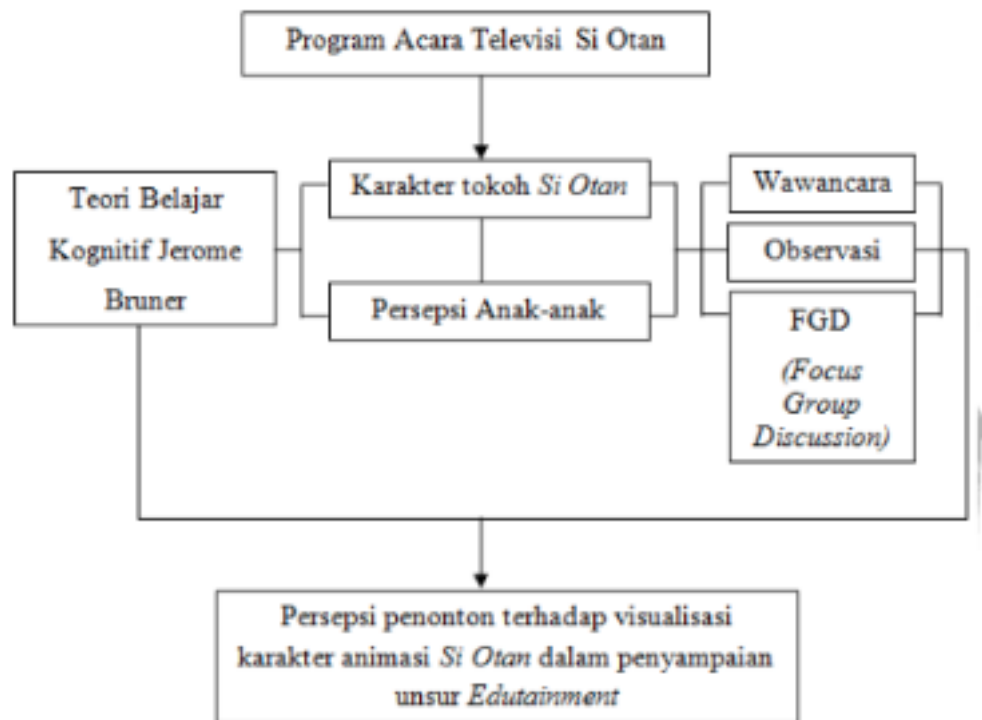 Program Acara Televisi Si Otan
Teori Belajar
Kognitif Jerome
Bruner
Karakter tokoh Si Otan
Persepsi Anak-anak
Wawancara
Observasi
FGD
(Focus
Group
Discussion)
Persepsi penonton terhadap visualisasi
karakter animasi Si Otan dalam penyampaian
unsur Edutainment